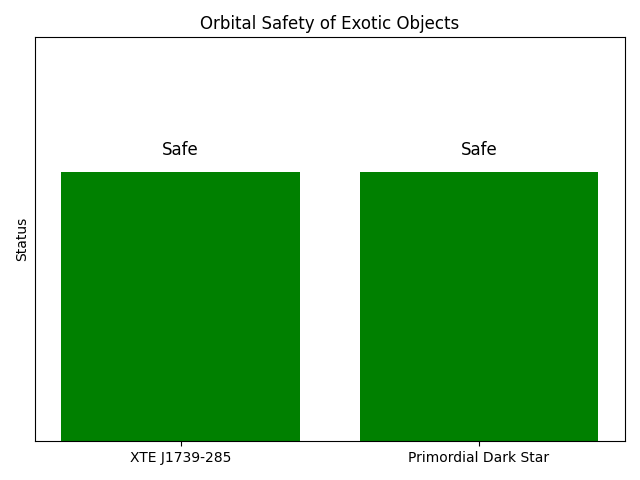 Orbital Safety of Exotic Objects
Safe
Safe
Status
XTE J1739-285
Primordial Dark Star